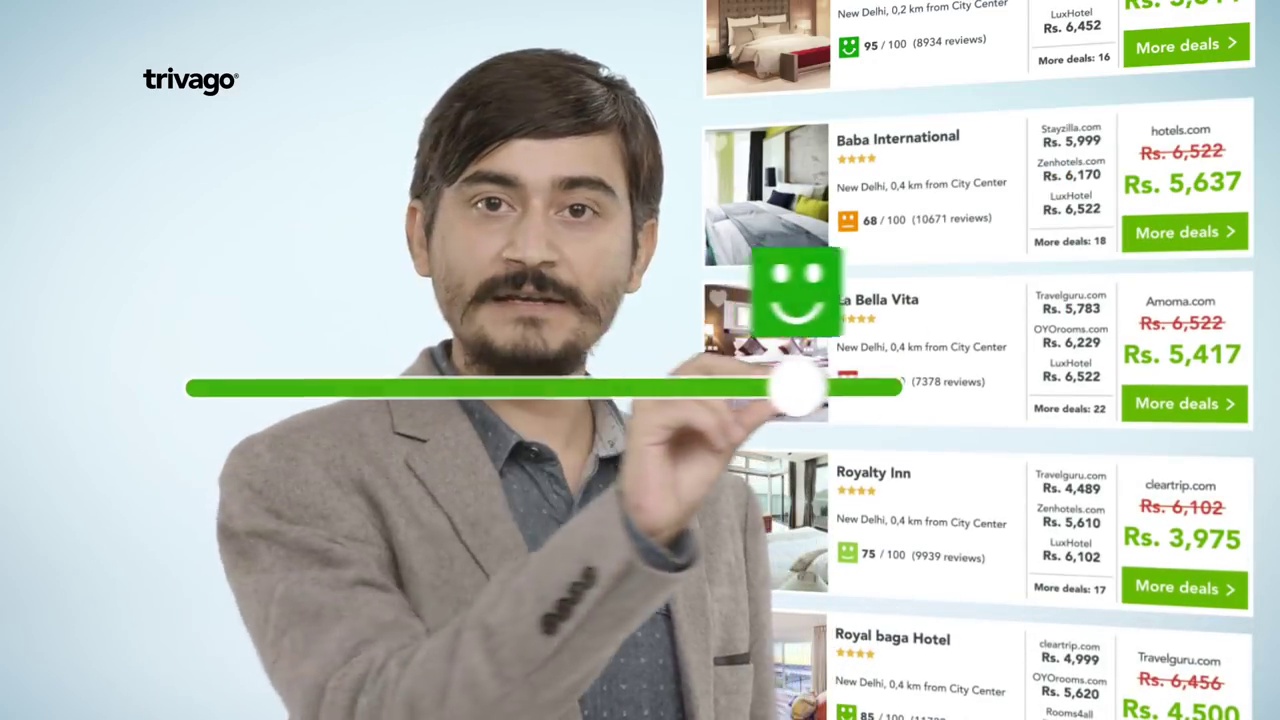 trivago
New Delhi, 0,2 km from City Center
95 / 100 (8934 reviews)
LuxHotel
Rs. 6,452
More deals: 16
More deals >
Baba International
New Delhi, 0,4 km from City Center
68 / 100 (10671 reviews)
Stayzilla.com
Rs. 5,999
Zenhotels.com
Rs. 6,170
LuxHotel
Rs. 6,522
More deals: 18
hotels.com
Rs. 6,522
Rs. 5,637
More deals >
La Bella Vita
New Delhi, 0,4 km from City Center
(7378 reviews)
Travelguru.com
Rs. 5,783
OYOrooms.com
Rs. 6,229
LuxHotel
Rs. 6,522
More deals: 22
Amoma.com
Rs. 6,522
Rs. 5,417
More deals >
Royalty Inn
New Delhi, 0,4 km from City Center
75 / 100 (9939 reviews)
Travelguru.com
Rs. 4,489
Zenhotels.com
Rs. 5,610
LuxHotel
Rs. 6,102
More deals: 17
cleartrip.com
Rs. 6,102
Rs. 3,975
More deals >
Royal baga Hotel
New Delhi, 0,4 km from City Center
85 / 100
cleartrip.com
Rs. 4,999
OYOrooms.com
Rs. 5,620
Rooms4all
Travelguru.com
Rs. 6,456
Rs. 4,500